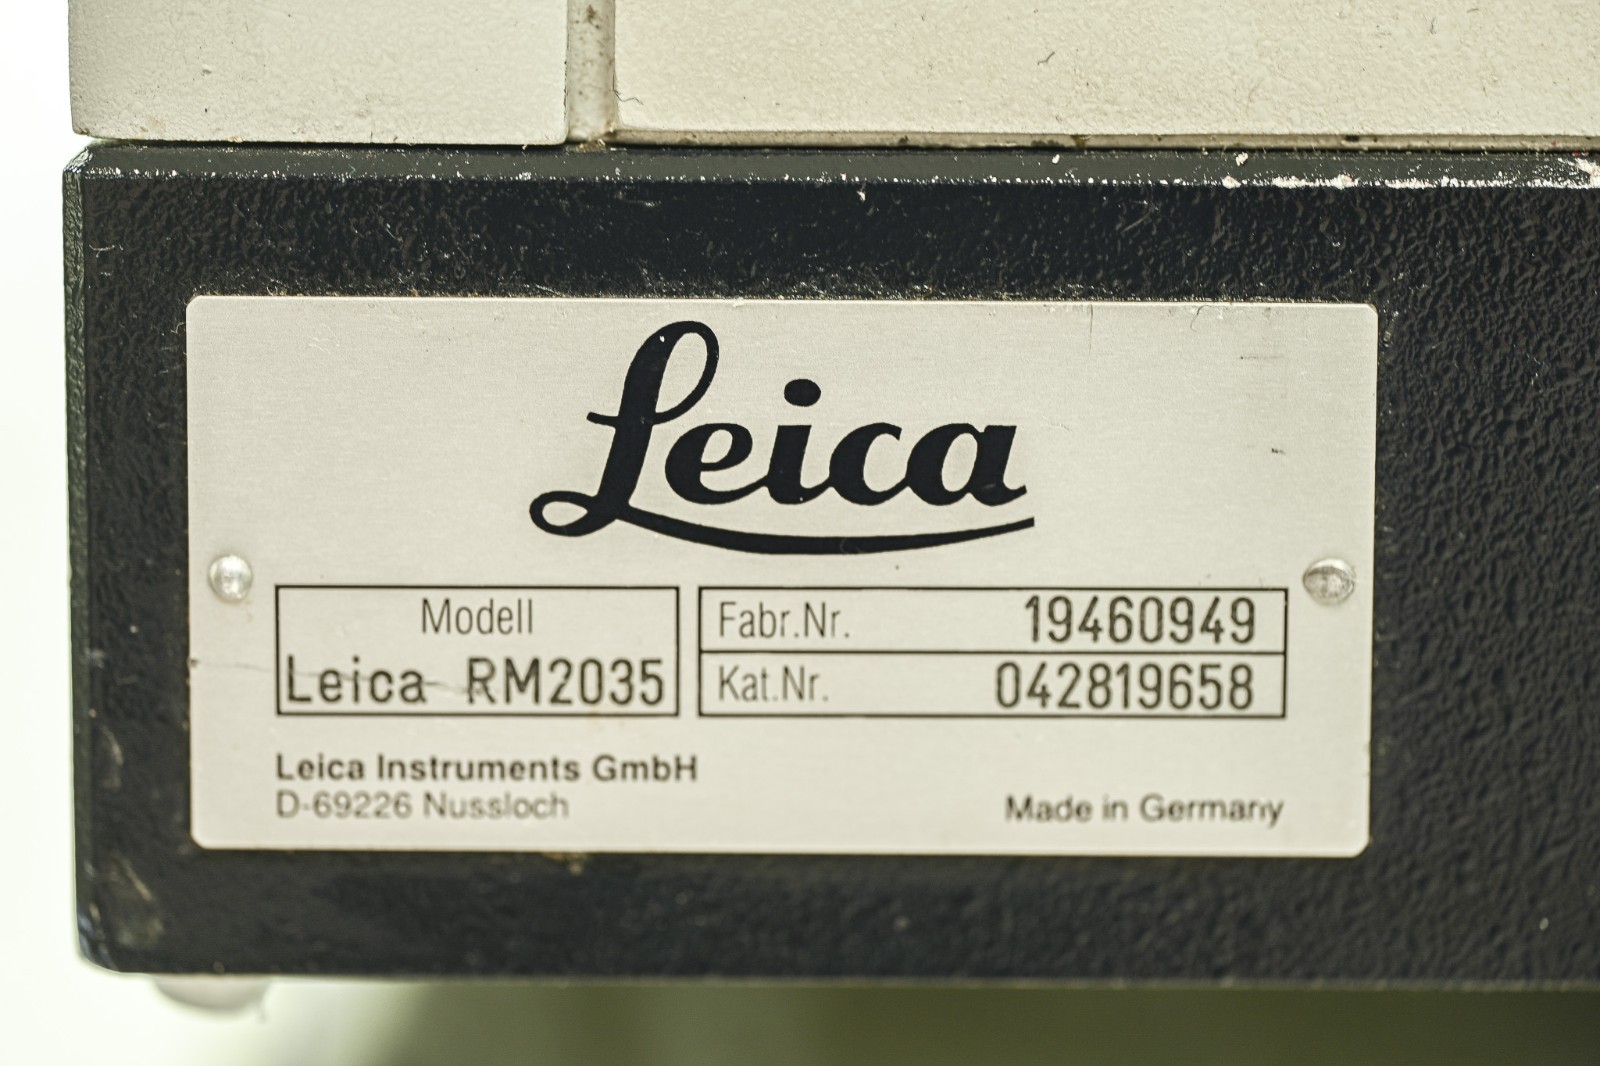 Leica
Modell
Leica RM2035
Fabr.Nr. 19460949
Kat.Nr. 042819658
Leica Instruments GmbH
D-69226 Nussloch
Made in Germany